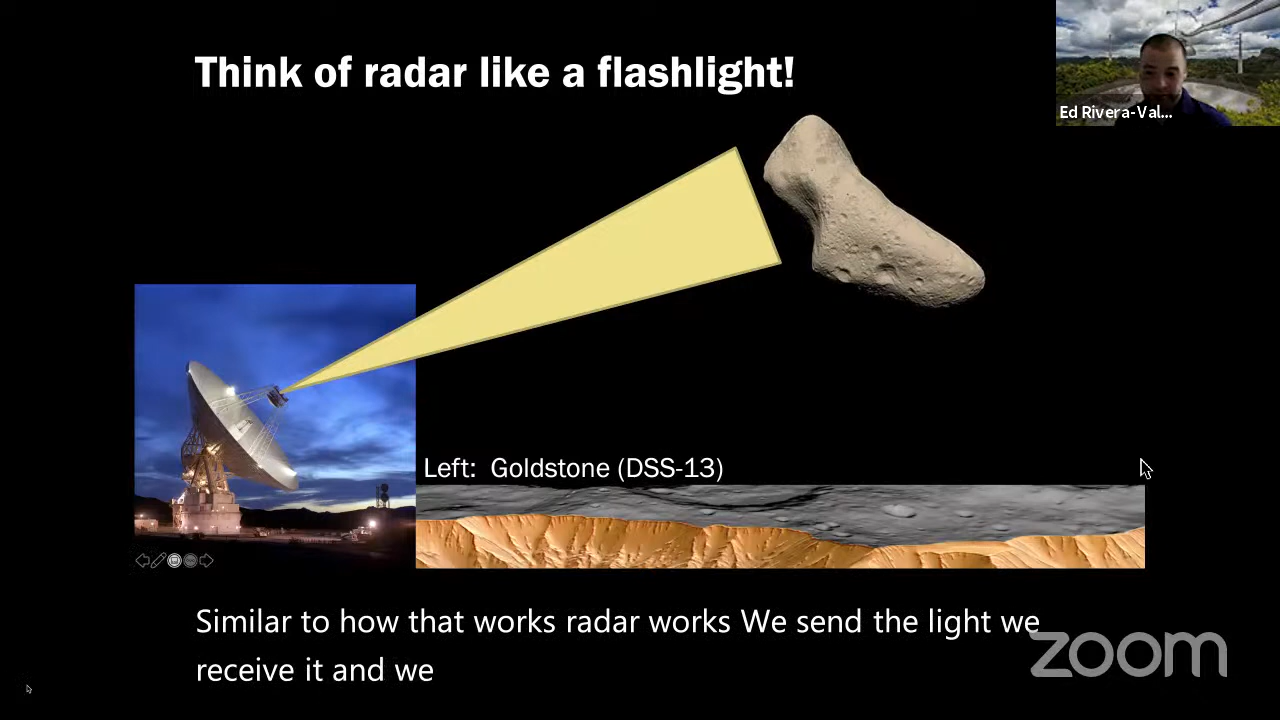 Think of radar like a flashlight!
Ed Rivera-Val...
Left: Goldstone (DSS-13)
Similar to how that works radar works We send the light we
receive it and we
zoom